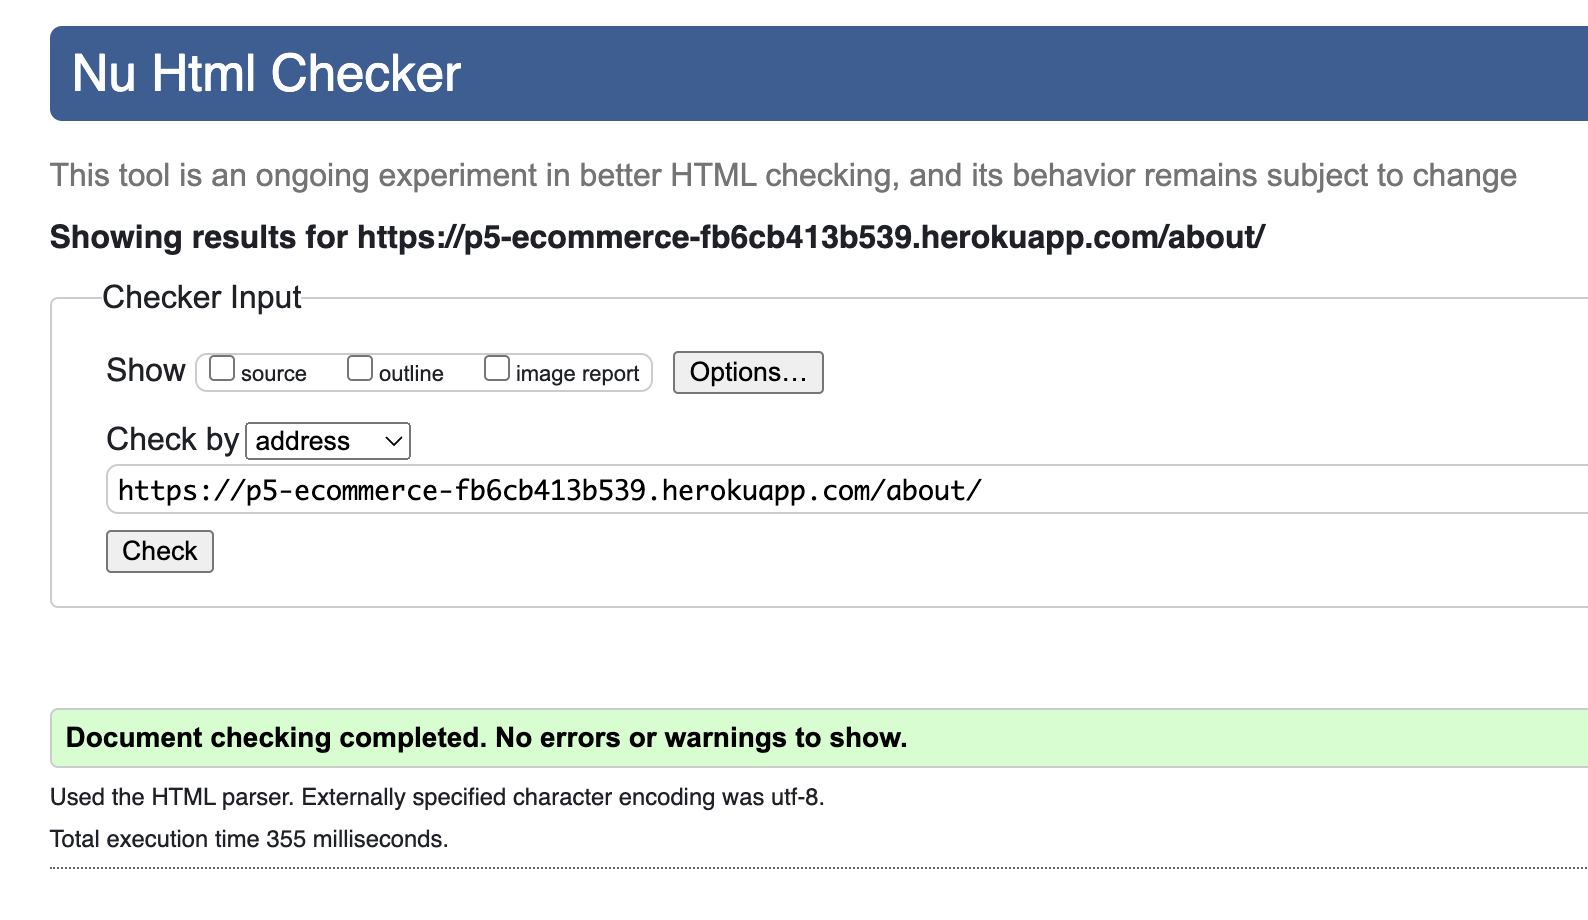 Nu Html Checker
This tool is an ongoing experiment in better HTML checking, and its behavior remains subject to change
Showing results for https://p5-ecommerce-fb6cb413b539.herokuapp.com/about/
Checker Input
Show source outline image report Options...
Check by address
https://p5-ecommerce-fb6cb413b539.herokuapp.com/about/
Check
Document checking completed. No errors or warnings to show.
Used the HTML parser. Externally specified character encoding was utf-8.
Total execution time 355 milliseconds.